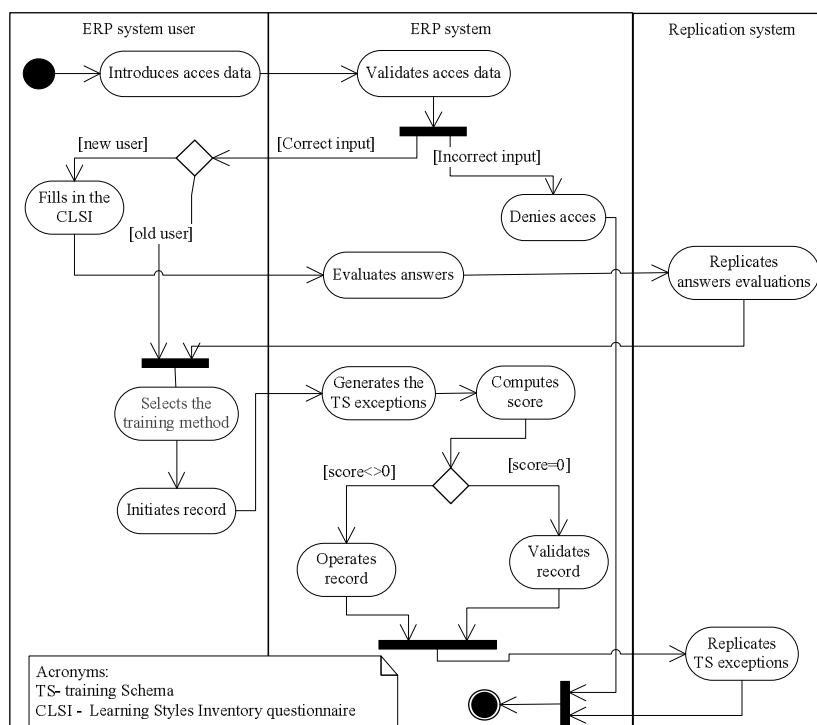 ERP system user
ERP system
Replication system
Introduces acces data
Validates acces data
[new user]
[Correct input]
[Incorrect input]
Fills in the
CLSI
Denies acces
[old user]
Evaluates answers
Replicates
answers evaluations
Selects the
training method
Generates the
TS exceptions
Computes
score
[score<>0]
[score=0]
Initiates record
Operates
record
Validates
record
Replicates
TS exceptions
Acronyms:
TS- training Schema
CLSI - Learning Styles Inventory questionnaire